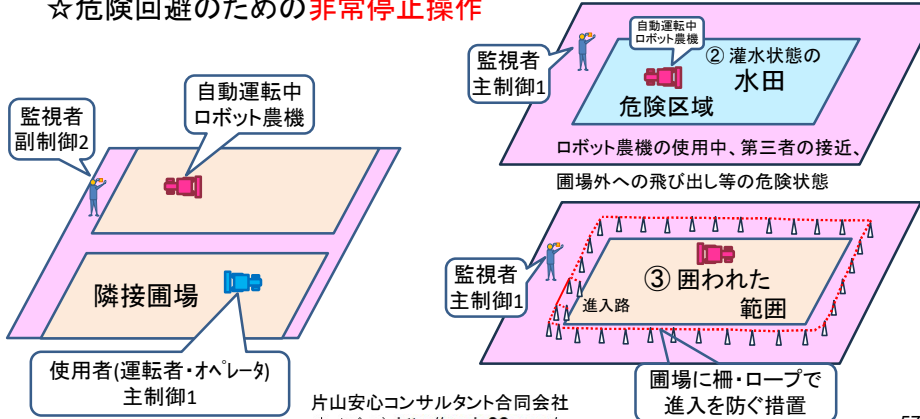 ☆危険回避のための非常停止操作
監視者
副制御2
自動運転中
ロボット農機
隣接圃場
使用者(運転者・オペレータ)
主制御1
監視者
主制御1
自動運転中
ロボット農機
②灌水状態の
水田
危険区域
ロボット農機の使用中、第三者の接近、
圃場外への飛び出し等の危険状態
監視者
主制御1
③囲われた
範囲
進入路
圃場に柵・ロープで
進入を防ぐ措置
片山安心コンサルタント合同会社